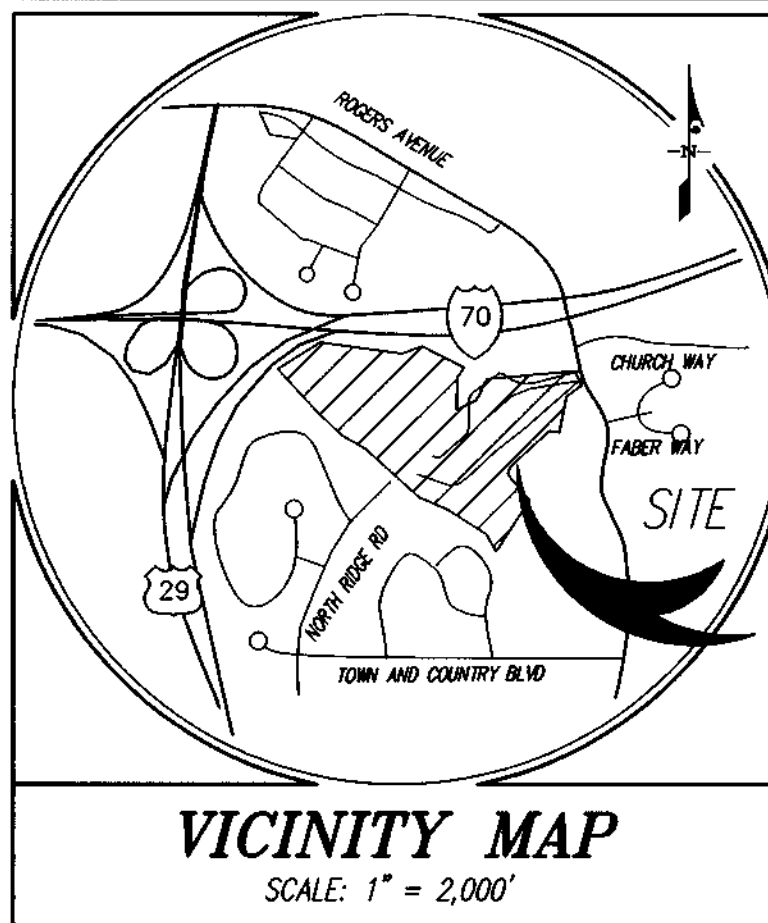 ROGERS AVENUE
N
70
CHURCH WAY
FABER WAY
SITE
29
NORTH RIDGE RD
TOWN AND COUNTRY BLVD
VICINITY MAP
SCALE: 1" = 2,000'